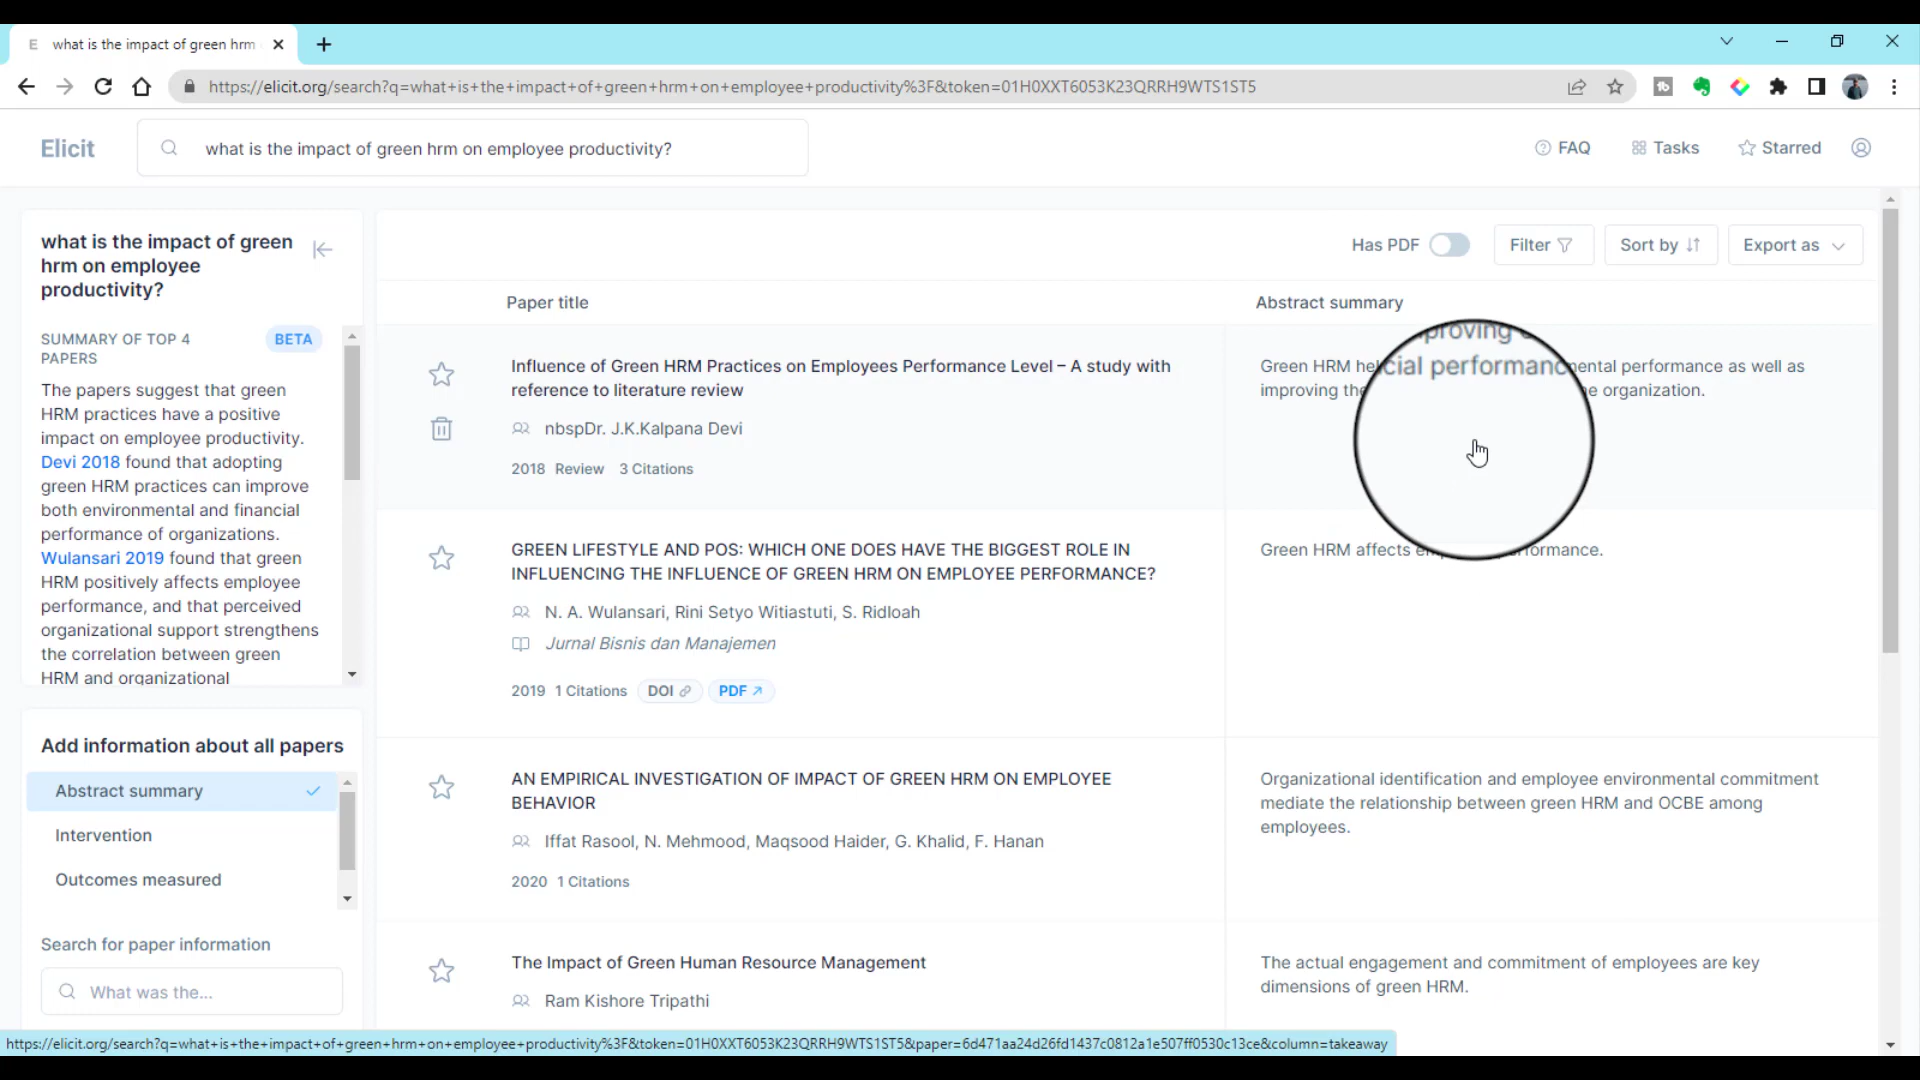 E what is the impact of green hrm
https://elicit.org/search?q=what+is+the+impact+of+green+hrm+on+employee+productivity%3F&token=01H0XXT6053K23QRRH9WTS1ST5
Elicit
what is the impact of green hrm on employee productivity?
FAQ
Tasks
Starred
what is the impact of green
hrm on employee
productivity?
SUMMARY OF TOP 4
PAPERS
BETA
The papers suggest that green
HRM practices have a positive
impact on employee productivity.
Devi 2018 found that adopting
green HRM practices can improve
both environmental and financial
performance of organizations.
Wulansari 2019 found that green
HRM positively affects employee
performance, and that perceived
organizational support strengthens
the correlation between green
HRM and organizational
Add information about all papers
Abstract summary
Intervention
Outcomes measured
Search for paper information
What was the...
Has PDF
Filter
Sort by
Export as
Paper title
Abstract summary
Influence of Green HRM Practices on Employees Performance Level – A study with
reference to literature review
nbspDr. J.K.Kalpana Devi
2018 Review 3 Citations
Green HRM performance as well as
improving organization.
performance
GREEN LIFESTYLE AND POS: WHICH ONE DOES HAVE THE BIGGEST ROLE IN
INFLUENCING THE INFLUENCE OF GREEN HRM ON EMPLOYEE PERFORMANCE?
N. A. Wulansari, Rini Setyo Witiastuti, S. Ridloah
Jurnal Bisnis dan Manajemen
2019 1 Citations DOI PDF
Green HRM affects
AN EMPIRICAL INVESTIGATION OF IMPACT OF GREEN HRM ON EMPLOYEE
BEHAVIOR
Iffat Rasool, N. Mehmood, Maqsood Haider, G. Khalid, F. Hanan
2020 1 Citations
Organizational identification and employee environmental commitment
mediate the relationship between green HRM and OCBE among
employees.
The Impact of Green Human Resource Management
Ram Kishore Tripathi
The actual engagement and commitment of employees are key
dimensions of green HRM.
https://elicit.org/search?q=what+is+the+impact+of+green+hrm+on+employee+productivity%3F&token=01H0XXT6053K23QRRH9WTS1ST5&paper=6d471aa24d26fd1437c0812a1e507ff0530c13ce&column=takeaway